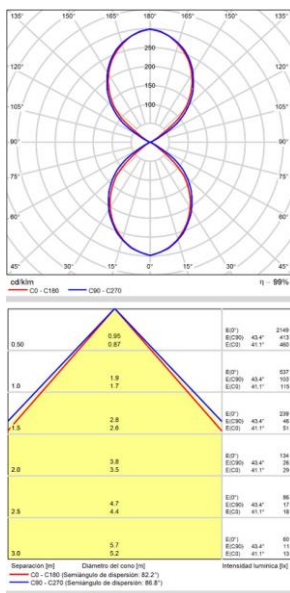 135° 150° 180° 150° 135°
120° 250 120°
200
150
105° 100 105°
90° 90°
75° 75°
60° 60°
45° 30° 15° 0° 15° 30° 45°
cd/klm η - 99%
C0 - C180 C90 - C270
0.50 0.95 0.87 E(0°) 2149
E(C90) 43.4° 413
E(C0) 41.1° 460
1.0 1.9 1.7 E(0°) 537
E(C90) 43.4° 103
E(C0) 41.1° 115
1.5 2.8 2.6 E(0°) 239
E(C90) 43.4° 46
E(C0) 41.1° 51
2.0 3.8 3.5 E(0°) 134
E(C90) 43.4° 26
E(C0) 41.1° 29
2.5 4.7 4.4 E(0°) 86
E(C90) 43.4° 17
E(C0) 41.1° 18
3.0 5.7 5.2 E(0°) 60
E(C90) 43.4° 11
E(C0) 41.1° 13
Separación [m] Diámetro del cono [m] Intensidad lumínica [lx]
C0 - C180 (Semiángulo de dispersión: 82.2°)
C90 - C270 (Semiángulo de dispersión: 86.8°)